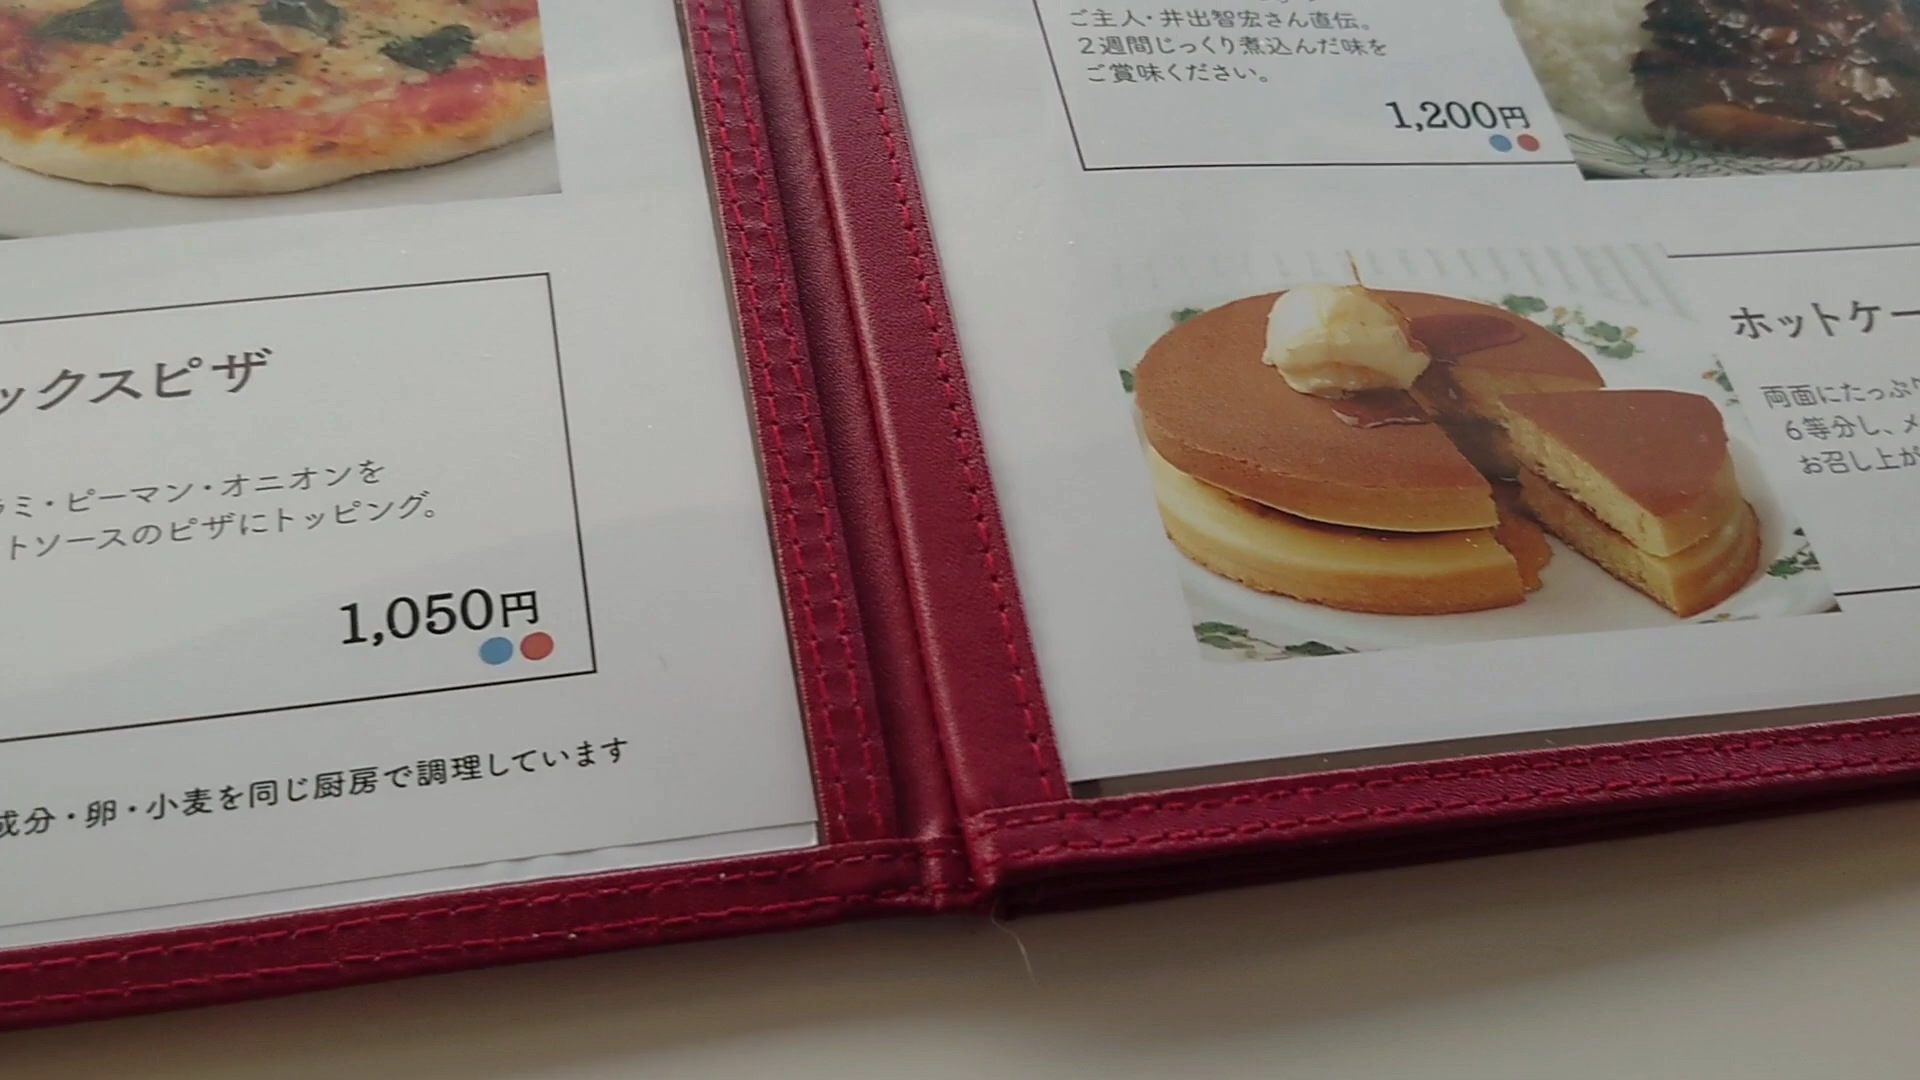 ックスピザ
ラミ・ピーマン・オニオンを
トソースのピザにトッピング。
1,050円
成分・卵・小麦を同じ厨房で調理しています
ご主人・井出智宏さん直伝。
2週間じっくり煮込んだ味を
ご賞味ください。
1,200円
ホットケー
両面にたっぷ
6等分し、メ
お召し上が